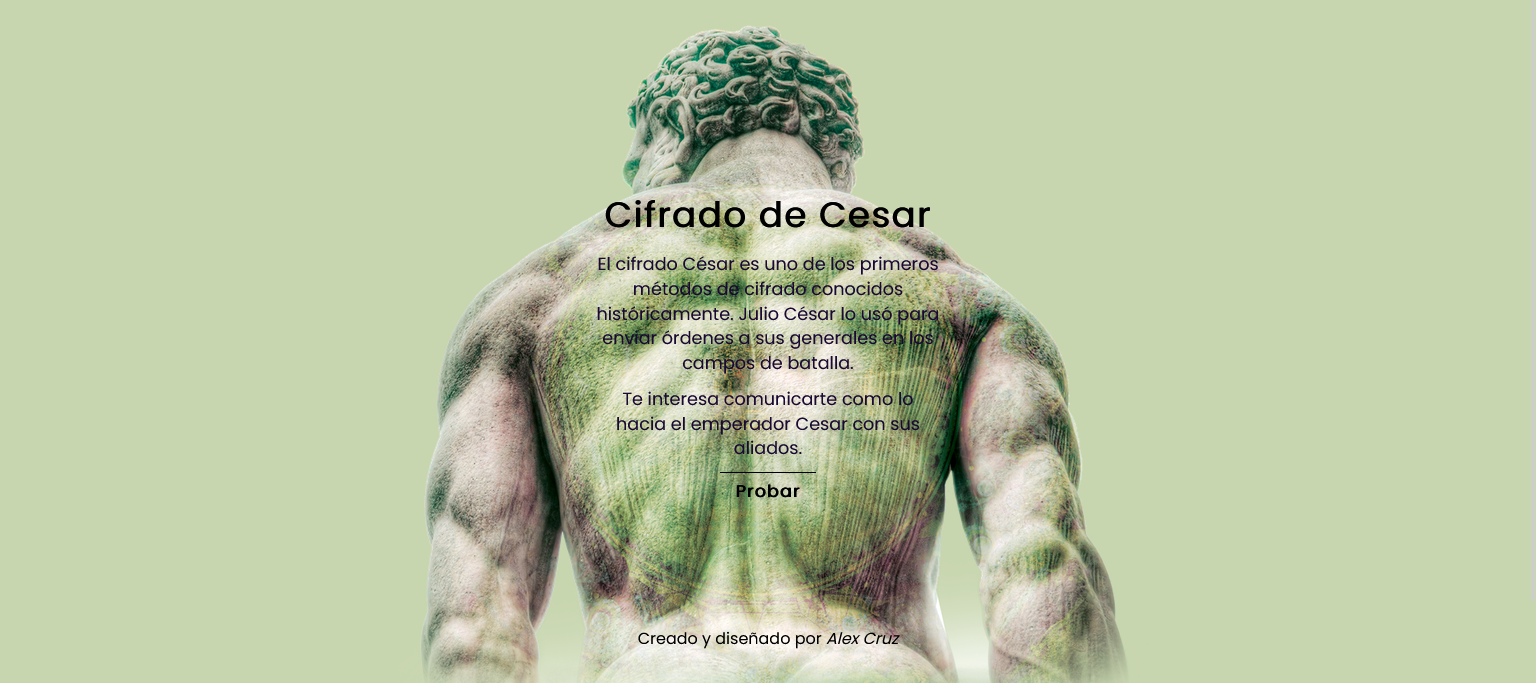 Cifrado de Cesar
El cifrado César es uno de los primeros
métodos de cifrado conocidos
históricamente. Julio César lo usó para
enviar órdenes a sus generales en los
campos de batalla.
Te interesa comunicarte como lo
hacia el emperador Cesar con sus
aliados.
Probar
Creado y diseñado por Alex Cruz